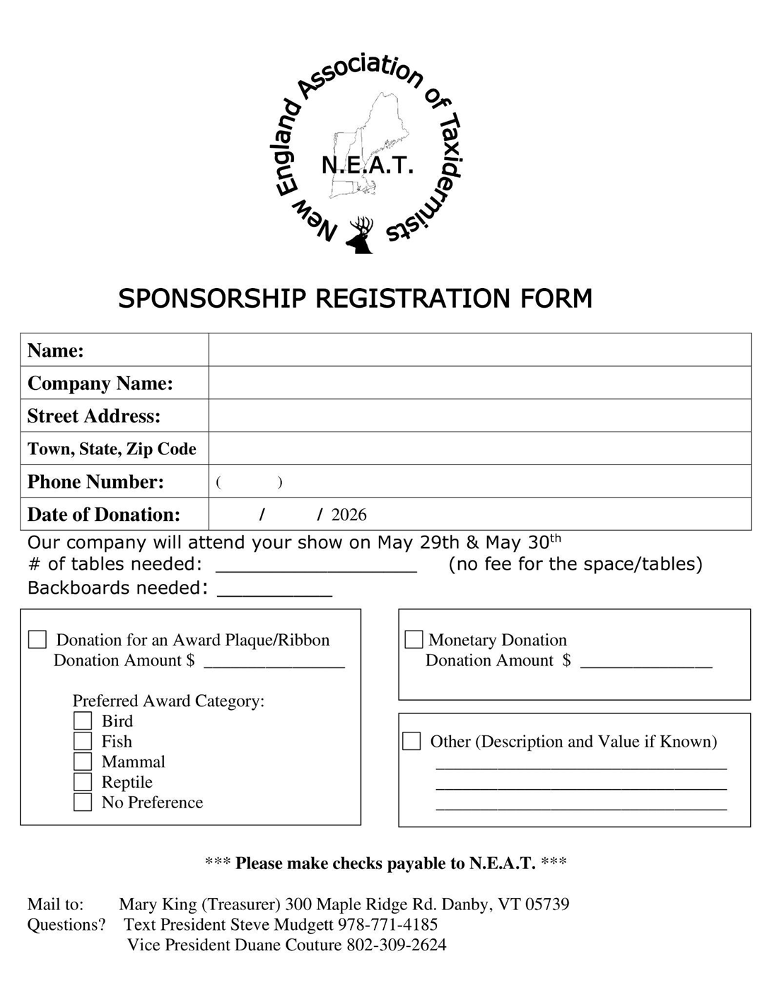 New England Association of Taxidermists
N.E.A.T.
SPONSORSHIP REGISTRATION FORM
Name:
Company Name:
Street Address:
Town, State, Zip Code
Phone Number: ( )
Date of Donation: / / 2026
Our company will attend your show on May 29th & May 30th
# of tables needed: ____________________ (no fee for the space/tables)
Backboards needed: ___________
Donation for an Award Plaque/Ribbon
Donation Amount $ ________________
Preferred Award Category:
Bird
Fish
Mammal
Reptile
No Preference
Monetary Donation
Donation Amount $ _______________
Other (Description and Value if Known)
_________________________________
_________________________________
_________________________________
*** Please make checks payable to N.E.A.T. ***
Mail to: Mary King (Treasurer) 300 Maple Ridge Rd. Danby, VT 05739
Questions? Text President Steve Mudgett 978-771-4185
Vice President Duane Couture 802-309-2624